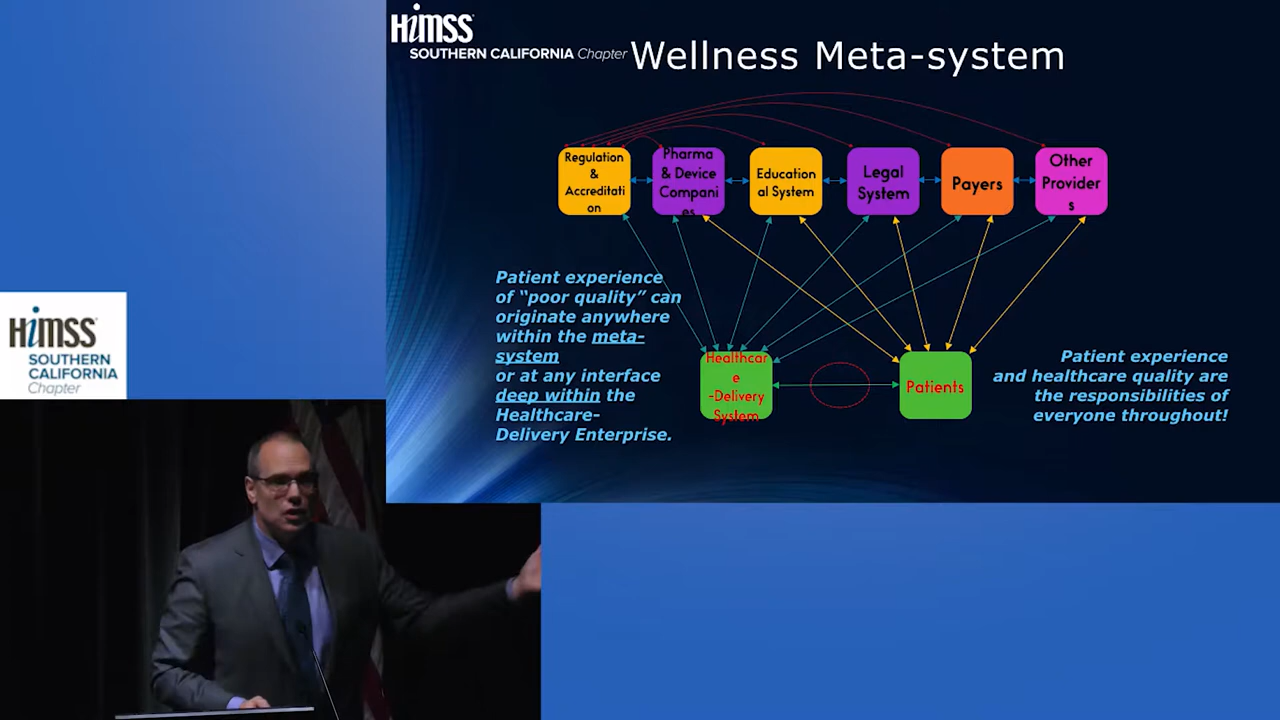 HiMSS
SOUTHERN CALIFORNIA Chapter
Wellness Meta-system
Regulation
&
Accreditati
on
Pharma
& Device
Compani
es
Education
al System
Legal
System
Payers
Other
Provider
s
Patient experience
of “poor quality” can
originate anywhere
within the meta-
system
or at any interface
deep within the
Healthcare-
Delivery Enterprise.
Healthcar
e
-Delivery
System
Patients
Patient experience
and healthcare quality are
the responsibilities of
everyone throughout!
HiMSS
SOUTHERN
CALIFORNIA
Chapter